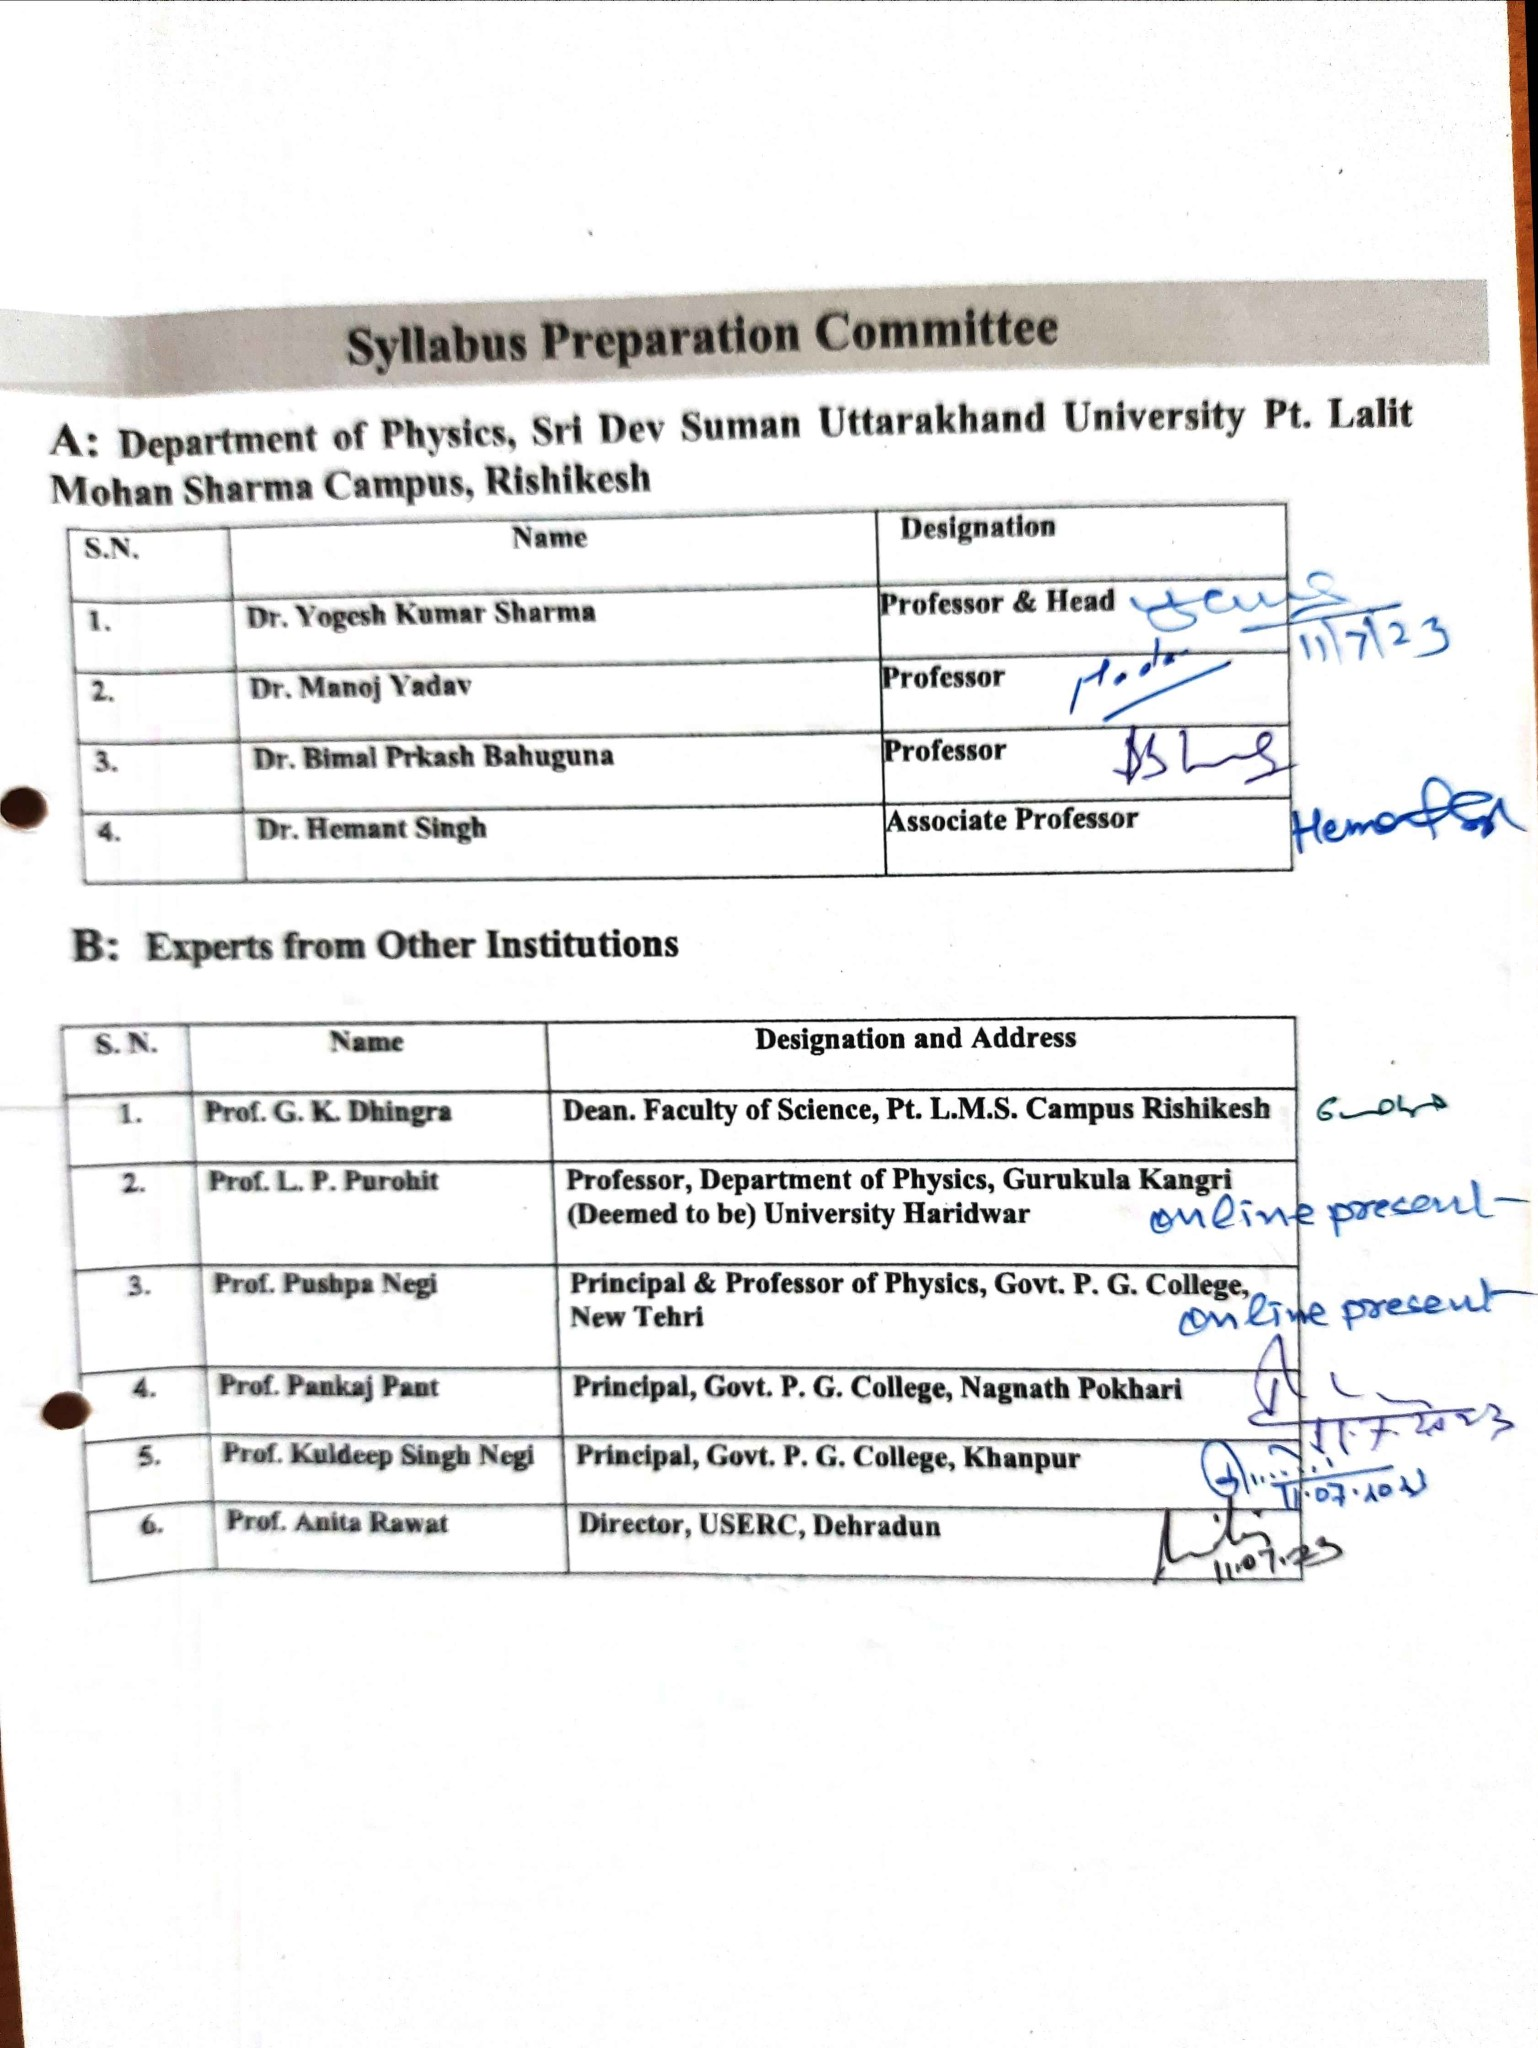 Syllabus Preparation Committee
A: Department of Physics, Sri Dev Suman Uttarakhand University Pt. Lalit
Mohan Sharma Campus, Rishikesh
S.N. Name Designation
1. Dr. Yogesh Kumar Sharma Professor & Head
11/7/23
2. Dr. Manoj Yadav Professor
3. Dr. Bimal Prkash Bahuguna Professor
4. Dr. Hemant Singh Associate Professor
B: Experts from Other Institutions
S. N. Name Designation and Address
1. Prof. G. K. Dhingra Dean. Faculty of Science, Pt. L.M.S. Campus Rishikesh
2. Prof. L. P. Purohit Professor, Department of Physics, Gurukula Kangri
(Deemed to be) University Haridwar online present
3. Prof. Pushpa Negi Principal & Professor of Physics, Govt. P. G. College,
New Tehri online present
4. Prof. Pankaj Pant Principal, Govt. P. G. College, Nagnath Pokhari
11.7.2023
5. Prof. Kuldeep Singh Negi Principal, Govt. P. G. College, Khanpur
6. Prof. Anita Rawat Director, USERC, Dehradun
11.07.23